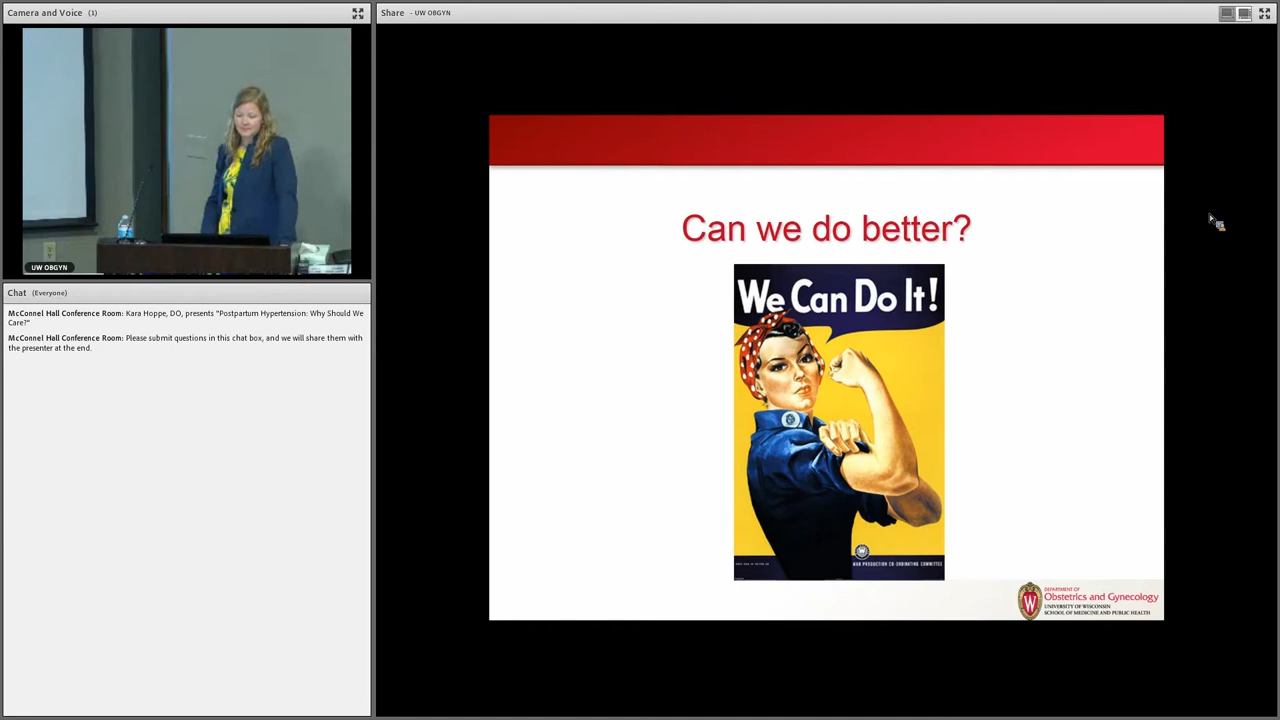 Camera and Voice (1)
UW OBGYN
Chat (Everyone)
McConnel Hall Conference Room: Kara Hoppe, DO, presents "Postpartum Hypertension: Why Should We
Care?"
McConnel Hall Conference Room: Please submit questions in this chat box, and we will share them with
the presenter at the end.
Share - UW OBGYN
Can we do better?
We Can Do It!
WAR PRODUCTION CO-ORDINATING COMMITTEE
DEPARTMENT OF
Obstetrics and Gynecology
UNIVERSITY OF WISCONSIN
SCHOOL OF MEDICINE AND PUBLIC HEALTH
W